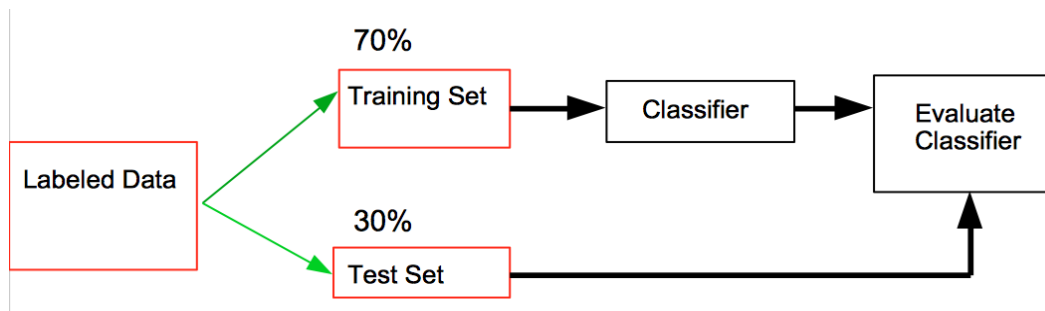 70%
Training Set
Classifier
Evaluate
Classifier
Labeled Data
30%
Test Set